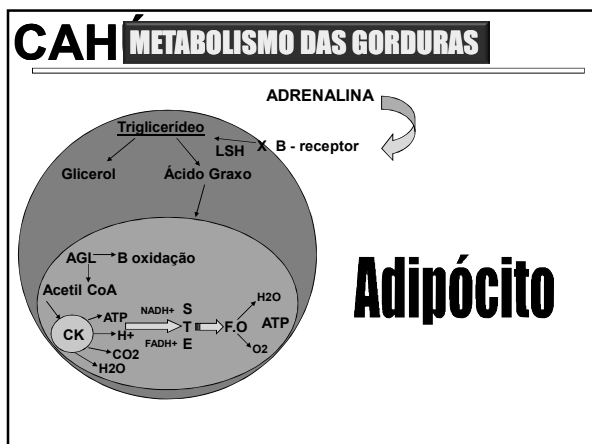 CAH
METABOLISMO DAS GORDURAS
ADRENALINA
Triglicerídeo
LSH X B - receptor
Glicerol Ácido Graxo
AGL B oxidação
Acetil CoA
Adipócito
CK
ATP
H+
CO2
H2O
NADH+
FADH+
S
T
E
F.O
H2O
ATP
O2